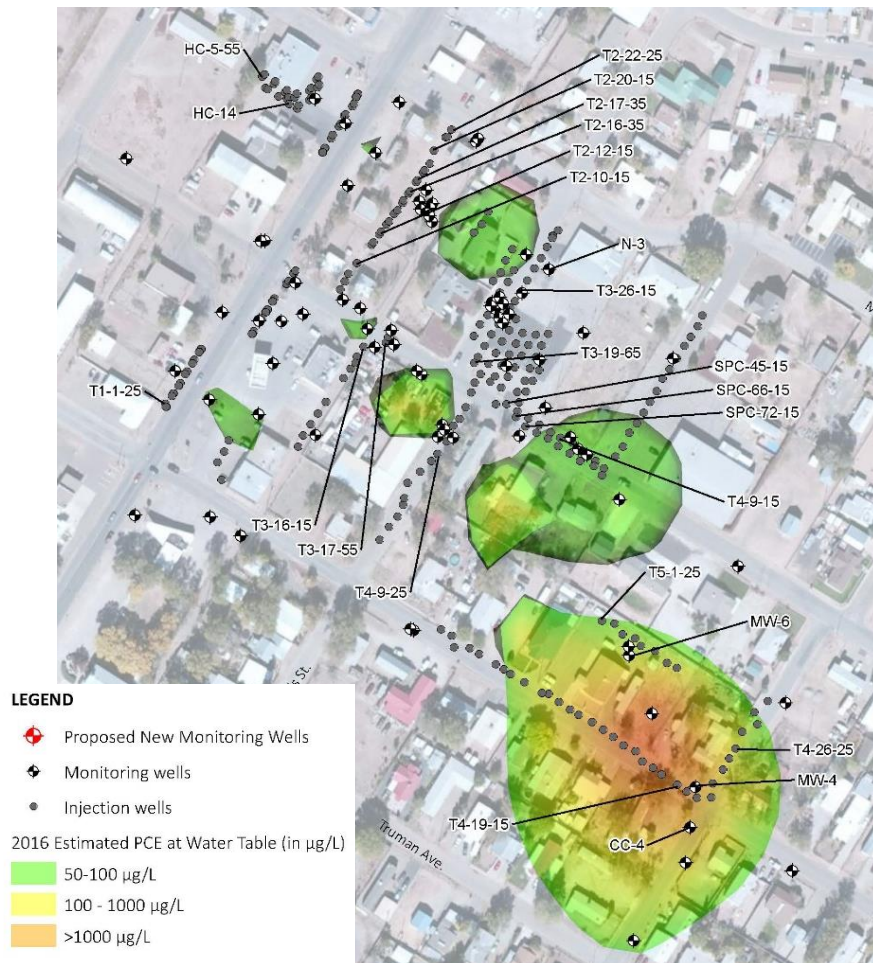 HC-5-55
HC-14
T2-22-25
T2-20-15
T2-17-35
T2-16-35
T2-12-15
T2-10-15
N-3
T3-26-15
T3-19-65
SPC-45-15
SPC-66-15
SPC-72-15
T1-1-25
T4-9-15
T3-16-15
T3-17-55
T4-9-25
T5-1-25
MW-6
St.
T4-26-25
MW-4
T4-19-15
CC-4
Truman Ave.
LEGEND
Proposed New Monitoring Wells
Monitoring wells
Injection wells
2016 Estimated PCE at Water Table (in µg/L)
50-100 µg/L
100 - 1000 µg/L
>1000 µg/L